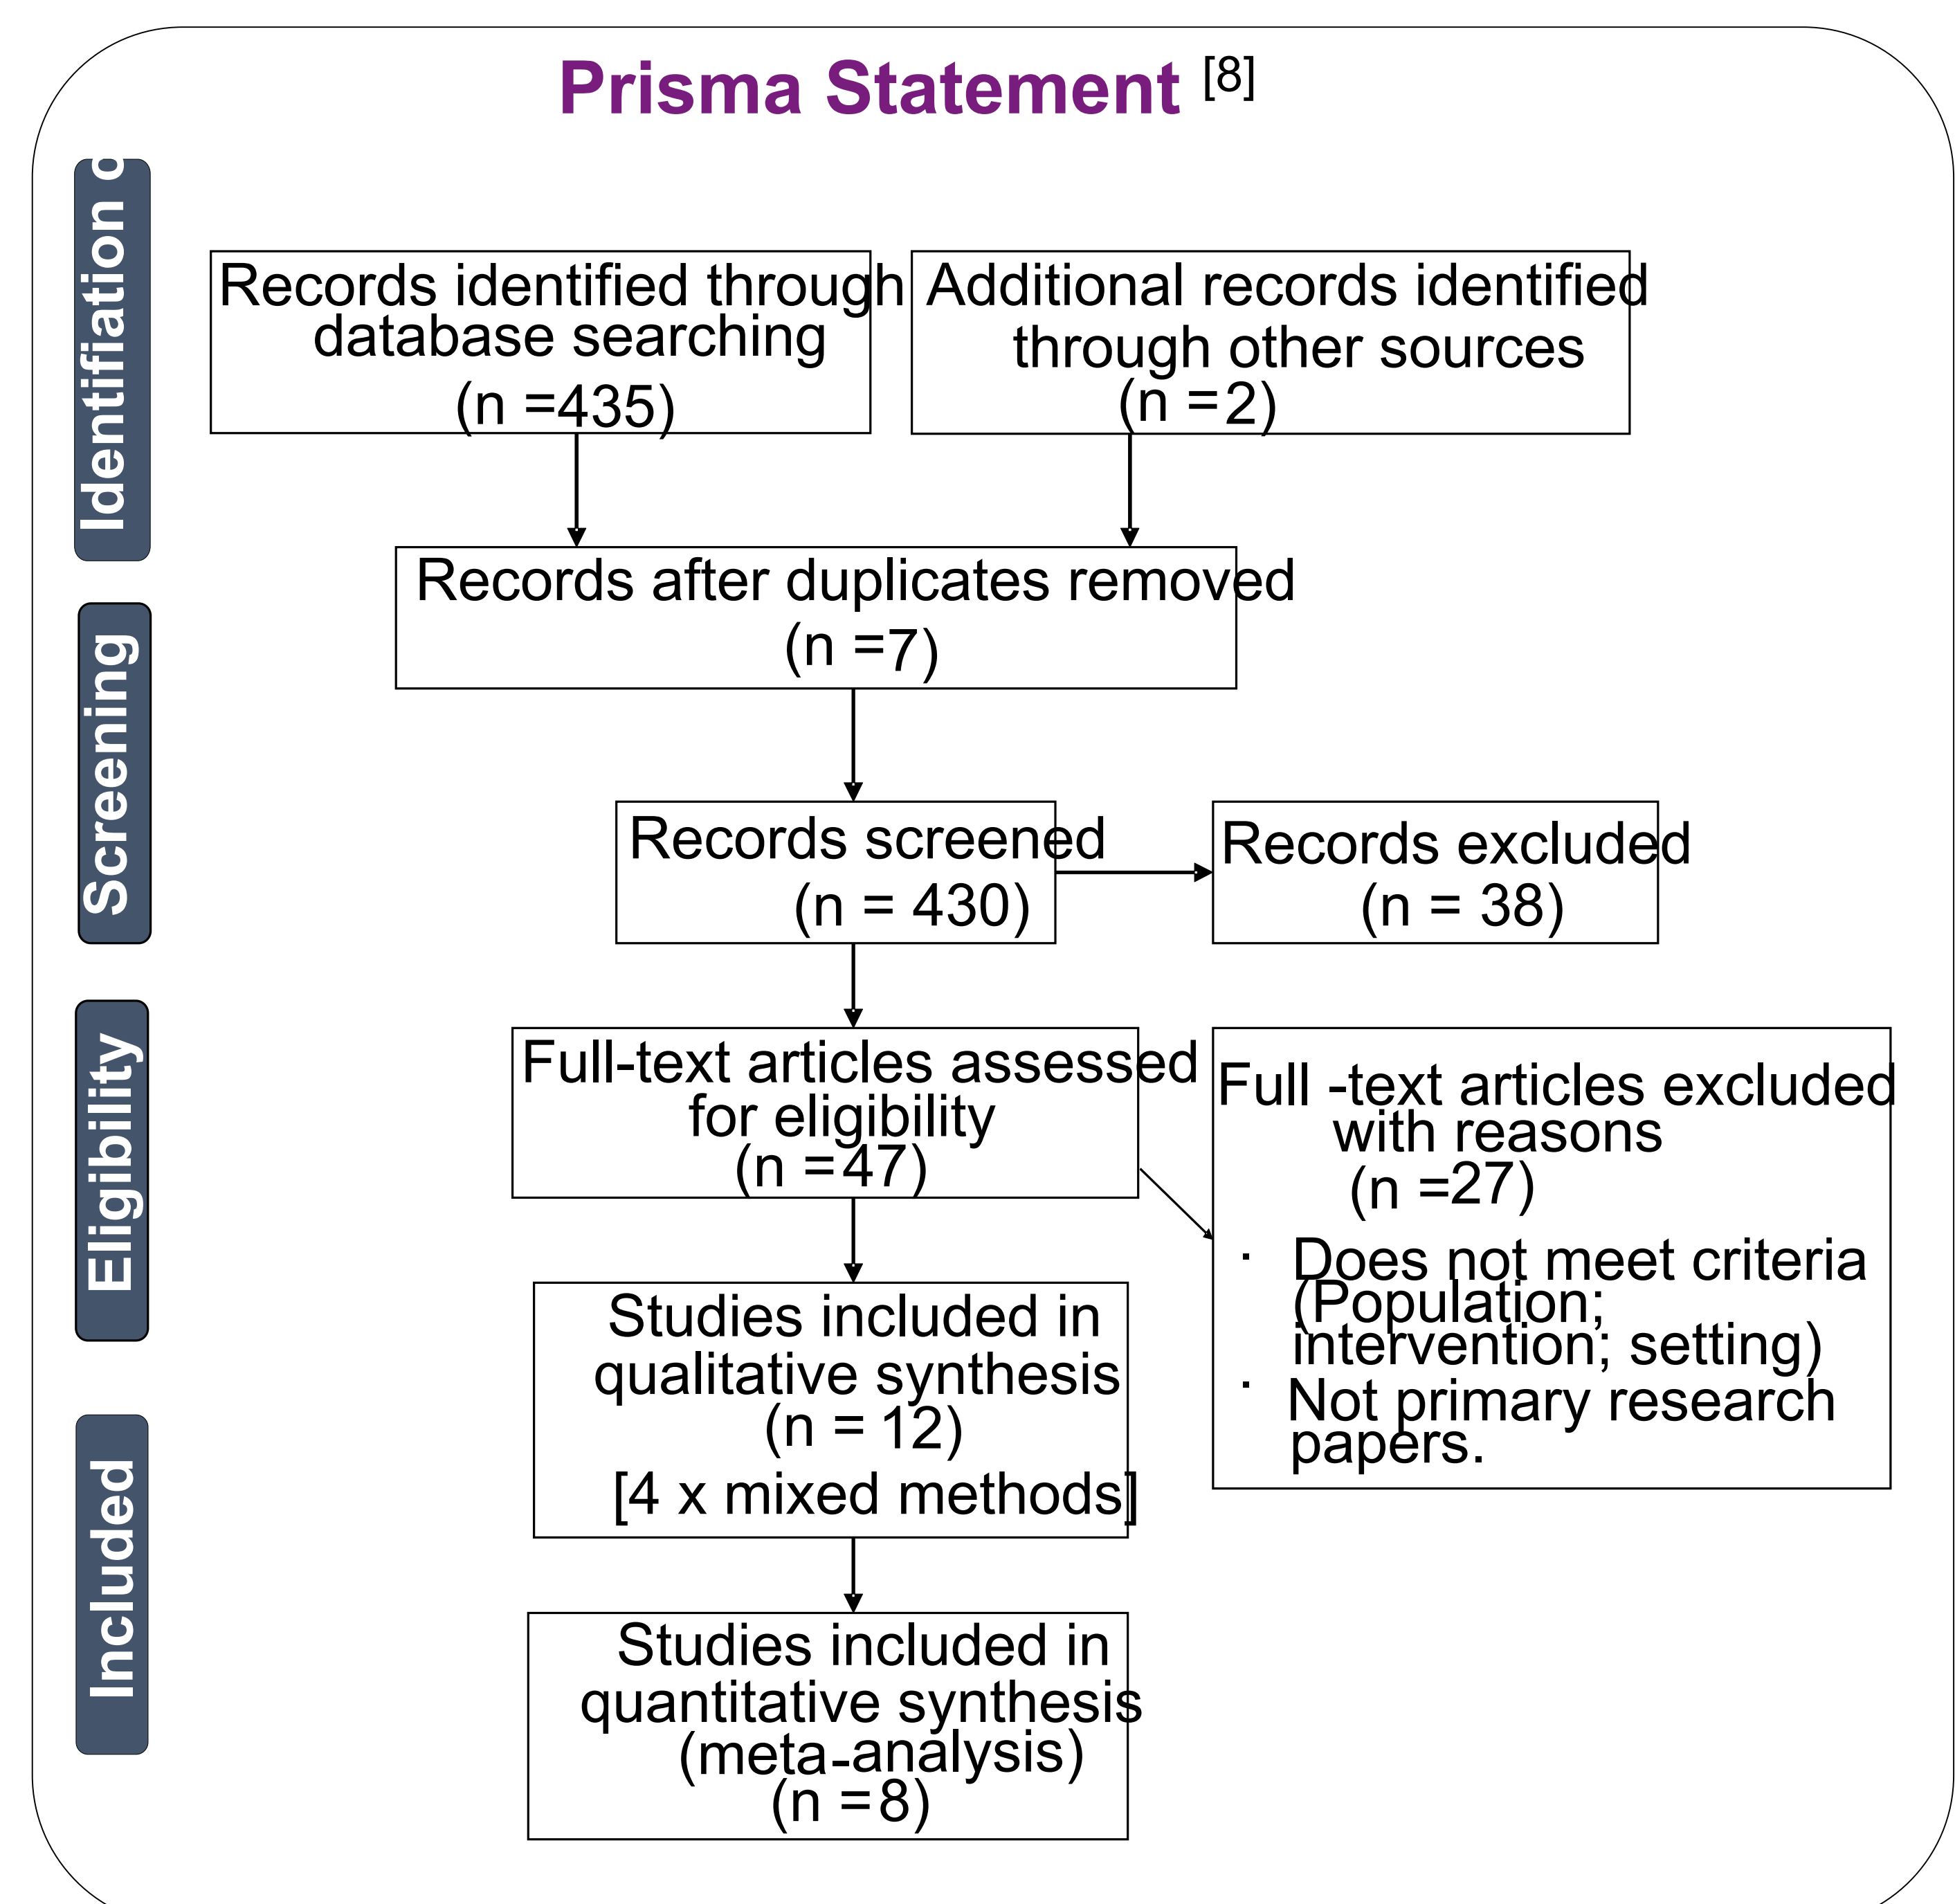 Prisma Statement [8]
Identifiation o
Records identified through
database searching
(n =435)
Additional records identified
through other sources
(n =2)
Records after duplicates removed
(n =7)
Screening
Records screened
(n = 430)
Records excluded
(n = 38)
Eligibility
Full-text articles assessed
for eligibility
(n =47)
Full -text articles excluded
with reasons
(n =27)
· Does not meet criteria
(Population;
intervention; setting)
· Not primary research
papers.
Studies included in
qualitative synthesis
(n = 12)
[4 x mixed methods]
Included
Studies included in
quantitative synthesis
(meta-analysis)
(n =8)